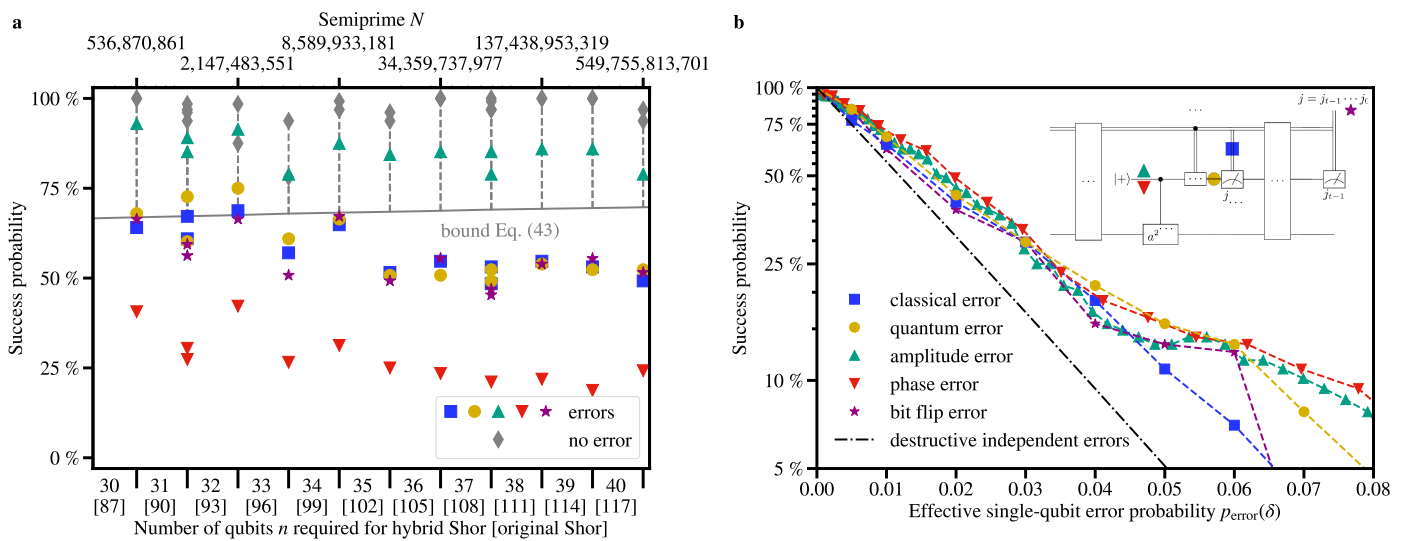 a
Semiprime N
536,870,861
8,589,933,181
137,438,953,319
2,147,483,551
34,359,737,977
549,755,813,701
100 %
75 %
50 %
25 %
0 %
Success probability
bound Eq. (43)
errors
no error
30 31 32 33 34 35 36 37 38 39 40
[87] [90] [93] [96] [99] [102] [105] [108] [111] [114] [117]
Number of qubits n required for hybrid Shor [original Shor]
b
100 %
75 %
50 %
25 %
10 %
5 %
Success probability
...
j = jₜ₋₁ ⋯ j
...
|+⟩
...
...
j...
jₜ₋₁
a²...
classical error
quantum error
amplitude error
phase error
bit flip error
destructive independent errors
0.00 0.01 0.02 0.03 0.04 0.05 0.06 0.07 0.08
Effective single-qubit error probability pₑᵣᵣₒᵣ(δ)